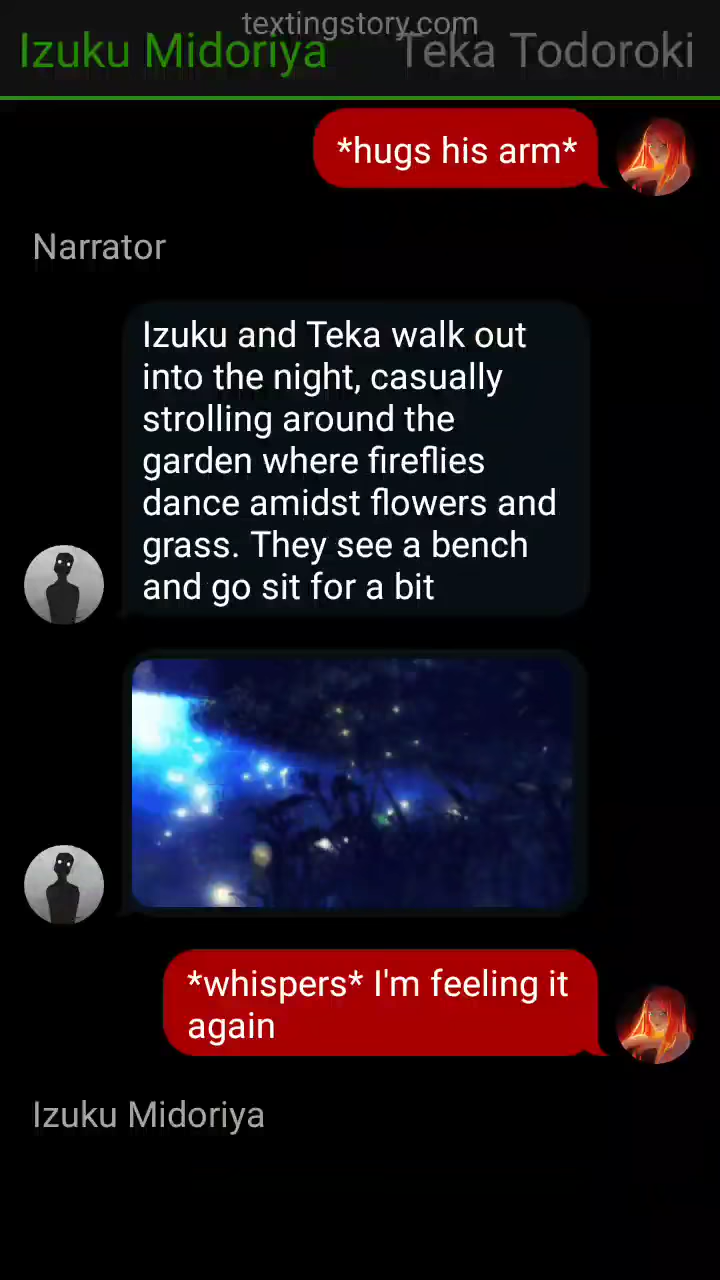 textingstory.com
Izuku Midoriya Teka Todoroki
*hugs his arm*
Narrator
Izuku and Teka walk out
into the night, casually
strolling around the
garden where fireflies
dance amidst flowers and
grass. They see a bench
and go sit for a bit
*whispers* I'm feeling it
again
Izuku Midoriya